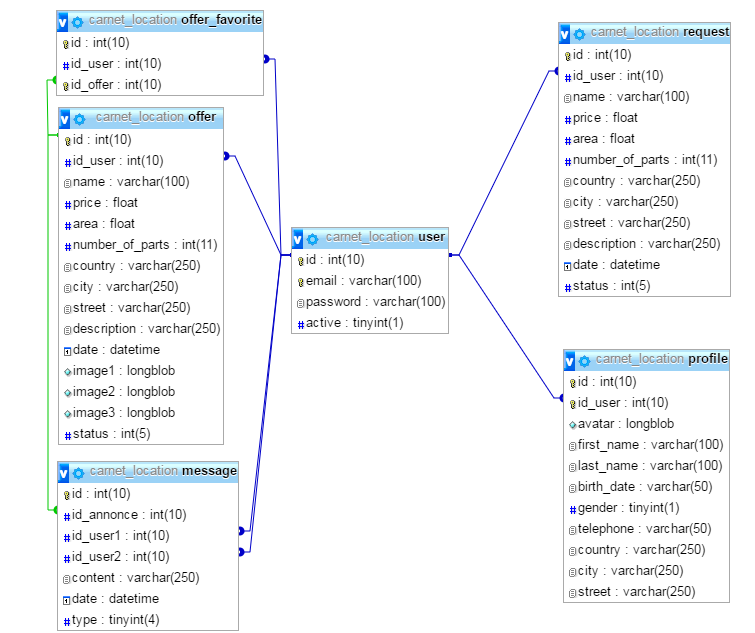 carnet_location offer_favorite
id : int(10)
id_user : int(10)
id_offer : int(10)
carnet_location offer
id : int(10)
id_user : int(10)
name : varchar(100)
price : float
area : float
number_of_parts : int(11)
country : varchar(250)
city : varchar(250)
street : varchar(250)
description : varchar(250)
date : datetime
image1 : longblob
image2 : longblob
image3 : longblob
status : int(5)
carnet_location message
id : int(10)
id_annonce : int(10)
id_user1 : int(10)
id_user2 : int(10)
content : varchar(250)
date : datetime
type : tinyint(4)
carnet_location user
id : int(10)
email : varchar(100)
password : varchar(100)
active : tinyint(1)
carnet_location request
id : int(10)
id_user : int(10)
name : varchar(100)
price : float
area : float
number_of_parts : int(11)
country : varchar(250)
city : varchar(250)
street : varchar(250)
description : varchar(250)
date : datetime
status : int(5)
carnet_location profile
id : int(10)
id_user : int(10)
avatar : longblob
first_name : varchar(100)
last_name : varchar(100)
birth_date : varchar(50)
gender : tinyint(1)
telephone : varchar(50)
country : varchar(250)
city : varchar(250)
street : varchar(250)